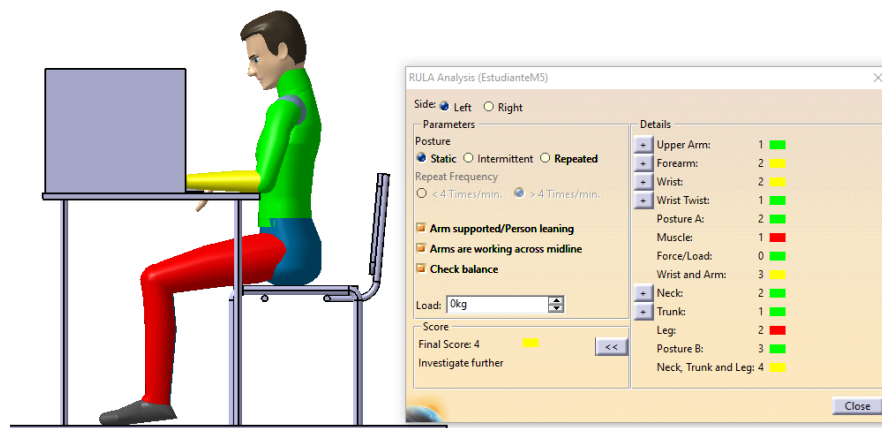 RULA Analysis (EstudianteM5)
Side: Left Right
Parameters
Posture
Static Intermittent Repeated
Repeat Frequency
< 4 Times/min. > 4 Times/min.
Arm supported/Person leaning
Arms are working across midline
Check balance
Load: 0kg
Score
Final Score: 4
<<
Investigate further
Details
+ Upper Arm: 1
+ Forearm: 2
+ Wrist: 2
+ Wrist Twist: 1
Posture A: 2
Muscle: 1
Force/Load: 0
Wrist and Arm: 3
+ Neck: 2
+ Trunk: 1
Leg: 2
Posture B: 3
Neck, Trunk and Leg: 4
Close